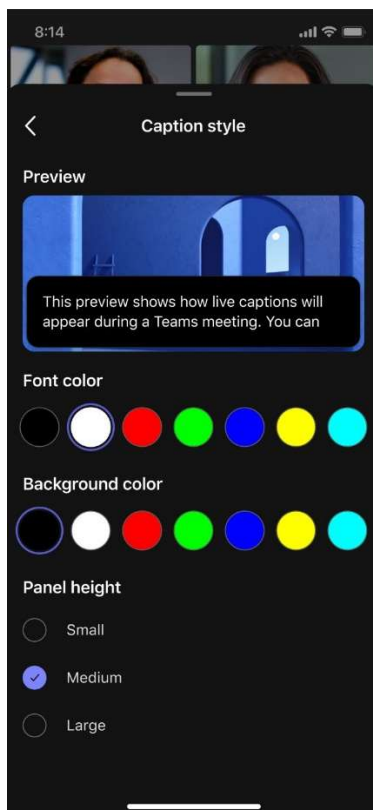 8:14
Caption style
Preview
This preview shows how live captions will
appear during a Teams meeting. You can
Font color
Background color
Panel height
Small
Medium
Large